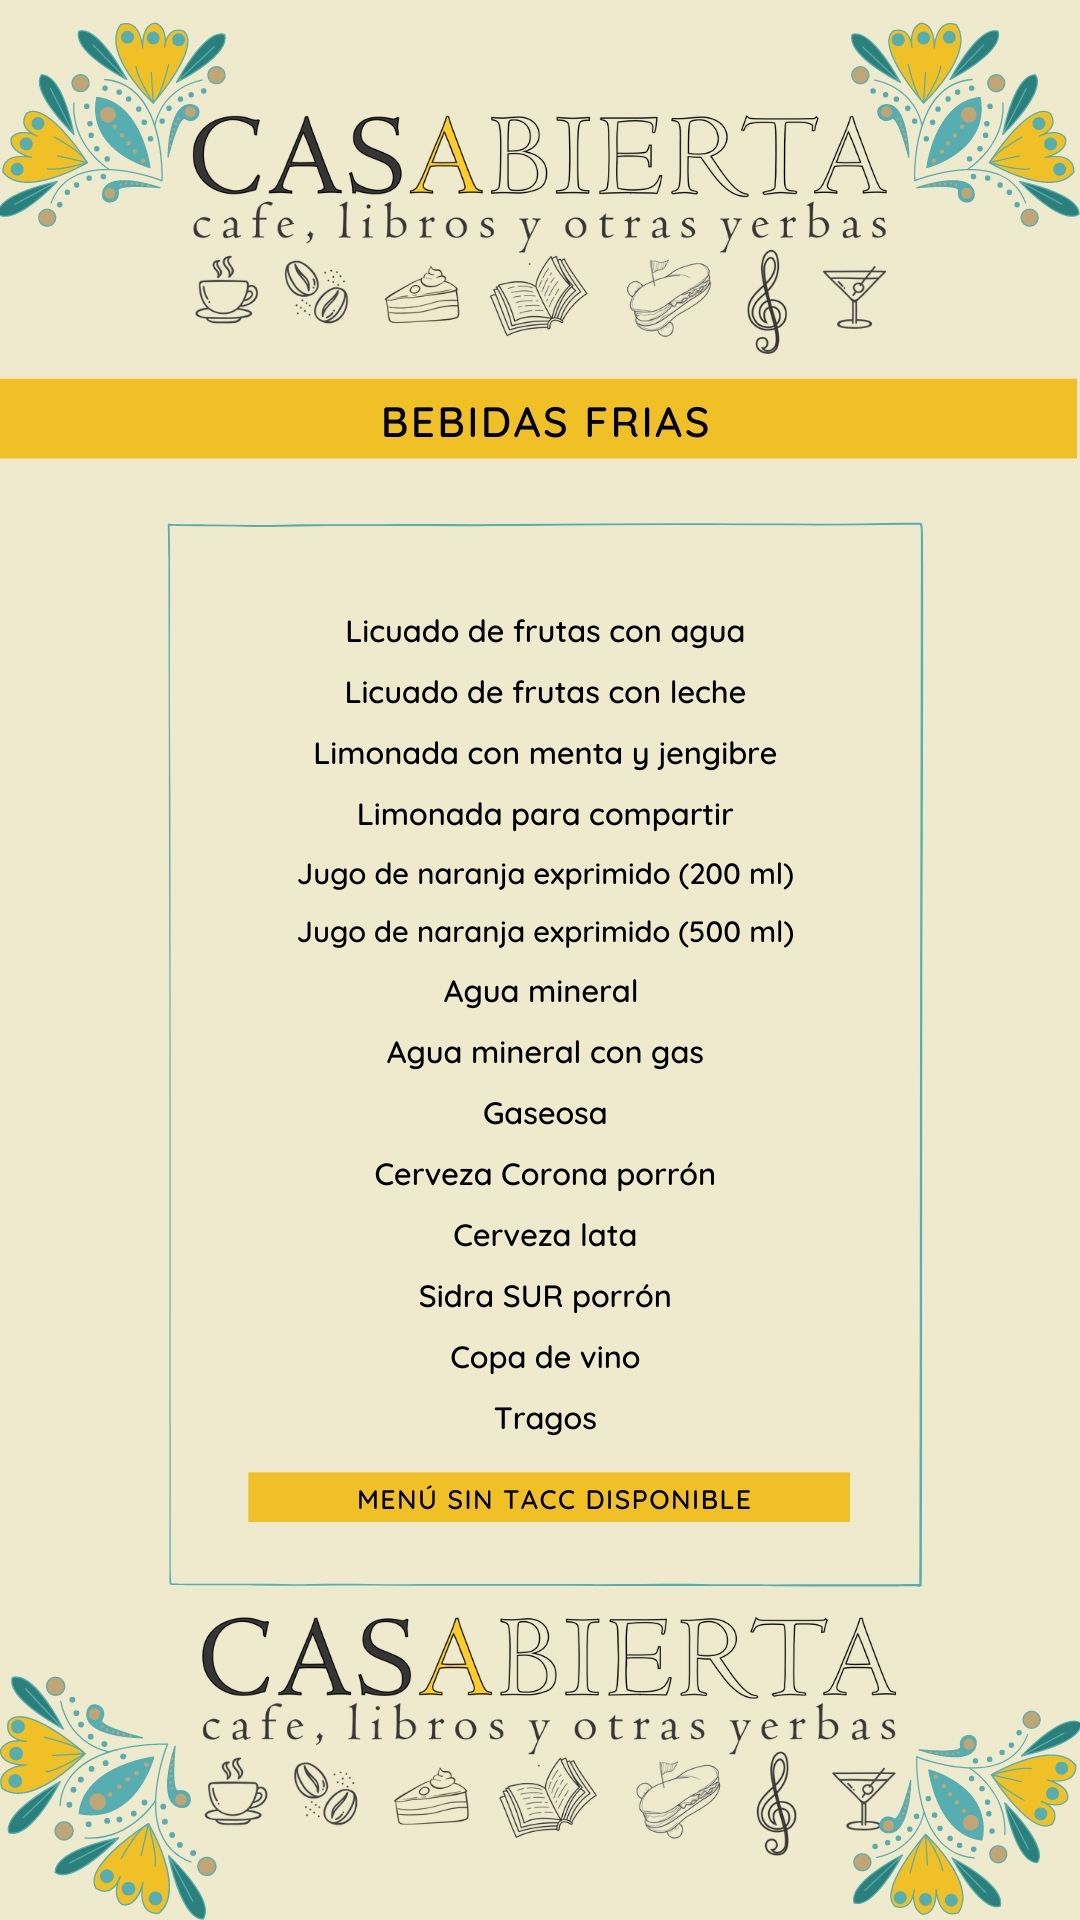 CASABIERTA
cafe, libros y otras yerbas
BEBIDAS FRIAS
Licuado de frutas con agua
Licuado de frutas con leche
Limonada con menta y jengibre
Limonada para compartir
Jugo de naranja exprimido (200 ml)
Jugo de naranja exprimido (500 ml)
Agua mineral
Agua mineral con gas
Gaseosa
Cerveza Corona porrón
Cerveza lata
Sidra SUR porrón
Copa de vino
Tragos
MENÚ SIN TACC DISPONIBLE
CASABIERTA
cafe, libros y otras yerbas